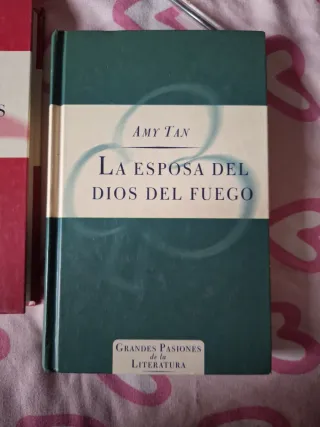 AMY TAN
LA ESPOSA DEL
DIOS DEL FUEGO
GRANDES PASIONES
de la
LITERATURA
S